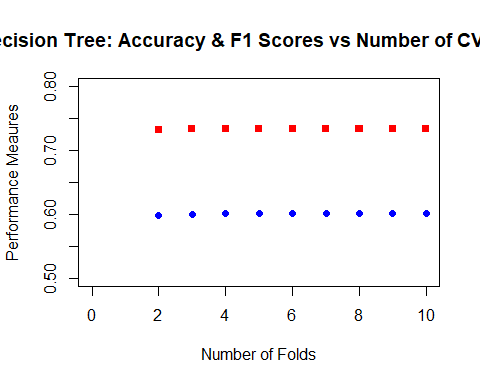 ecision Tree: Accuracy & F1 Scores vs Number of CV
Performance Meaures
0.80
0.70
0.60
0.50
0 2 4 6 8 10
Number of Folds